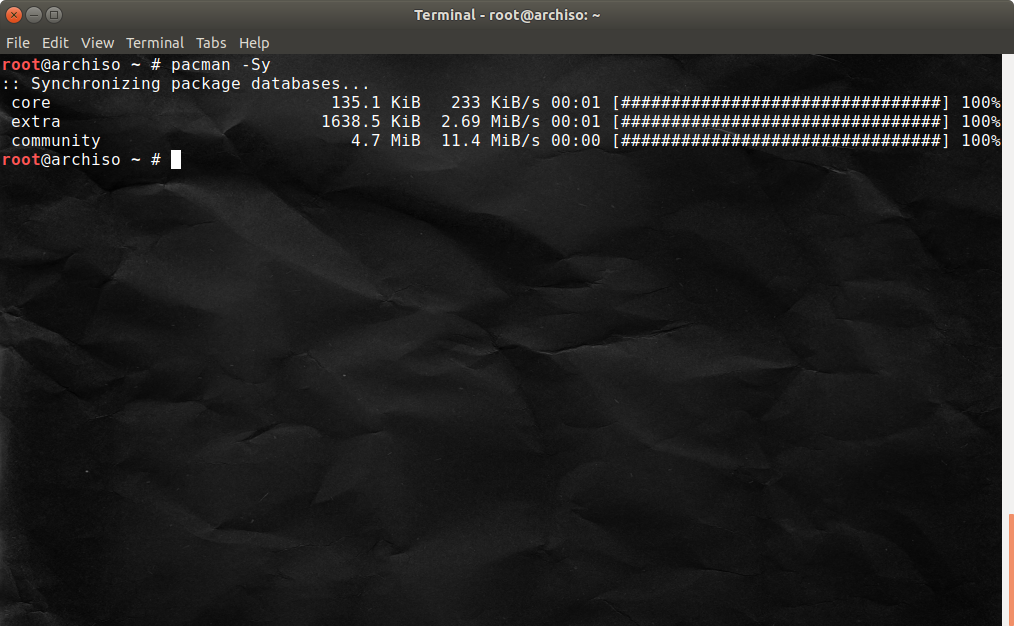 Terminal - root@archiso: ~
File Edit View Terminal Tabs Help
root@archiso ~ # pacman -Sy
:: Synchronizing package databases...
 core                            135.1 KiB   233 KiB/s 00:01 [################################] 100%
 extra                          1638.5 KiB  2.69 MiB/s 00:01 [################################] 100%
 community                         4.7 MiB  11.4 MiB/s 00:00 [################################] 100%
root@archiso ~ #